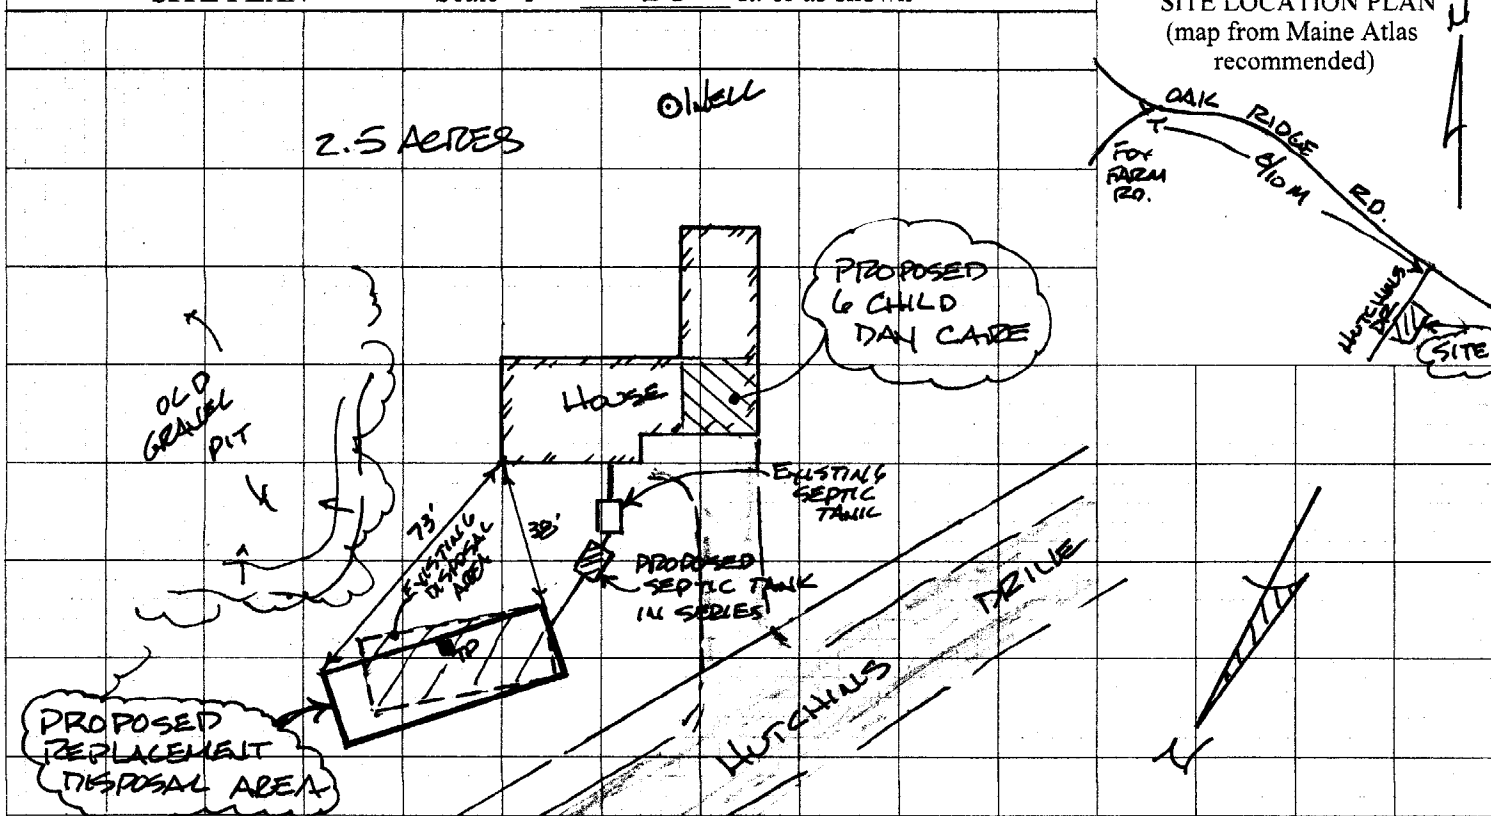 SITE LOCATION PLAN
(map from Maine Atlas
recommended)
N
OAK RIDGE RD.
FOX
FARM
RD.
6/10 M
HUTCHINS
DR
SITE
WELL
2.5 ACRES
PROPOSED
6 CHILD
DAY CARE
HOUSE
OLD
GRAVEL
PIT
EXISTING
SEPTIC
TANK
73'
38'
EXISTING
DISPOSAL
AREA
PROPOSED
SEPTIC TANK
IN SERIES
TP
HUTCHINS DRIVE
PROPOSED
REPLACEMENT
DISPOSAL AREA
N